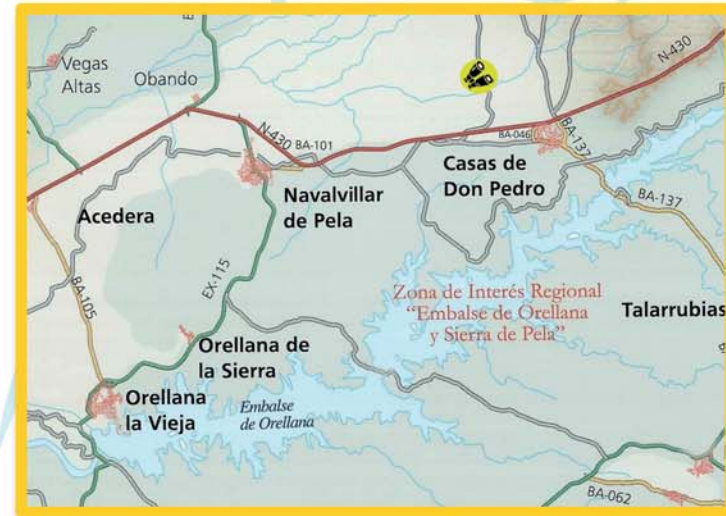 Vegas
Altas
Obando
N-430
N-430
BA-101
BA-046
BA-137
Casas de
Don Pedro
Navalvillar
de Pela
Acedera
BA-137
EX-115
BA-105
Zona de Interés Regional
“Embalse de Orellana
y Sierra de Pela”
Talarrubias
Orellana de
la Sierra
Orellana
la Vieja
Embalse
de Orellana
BA-062